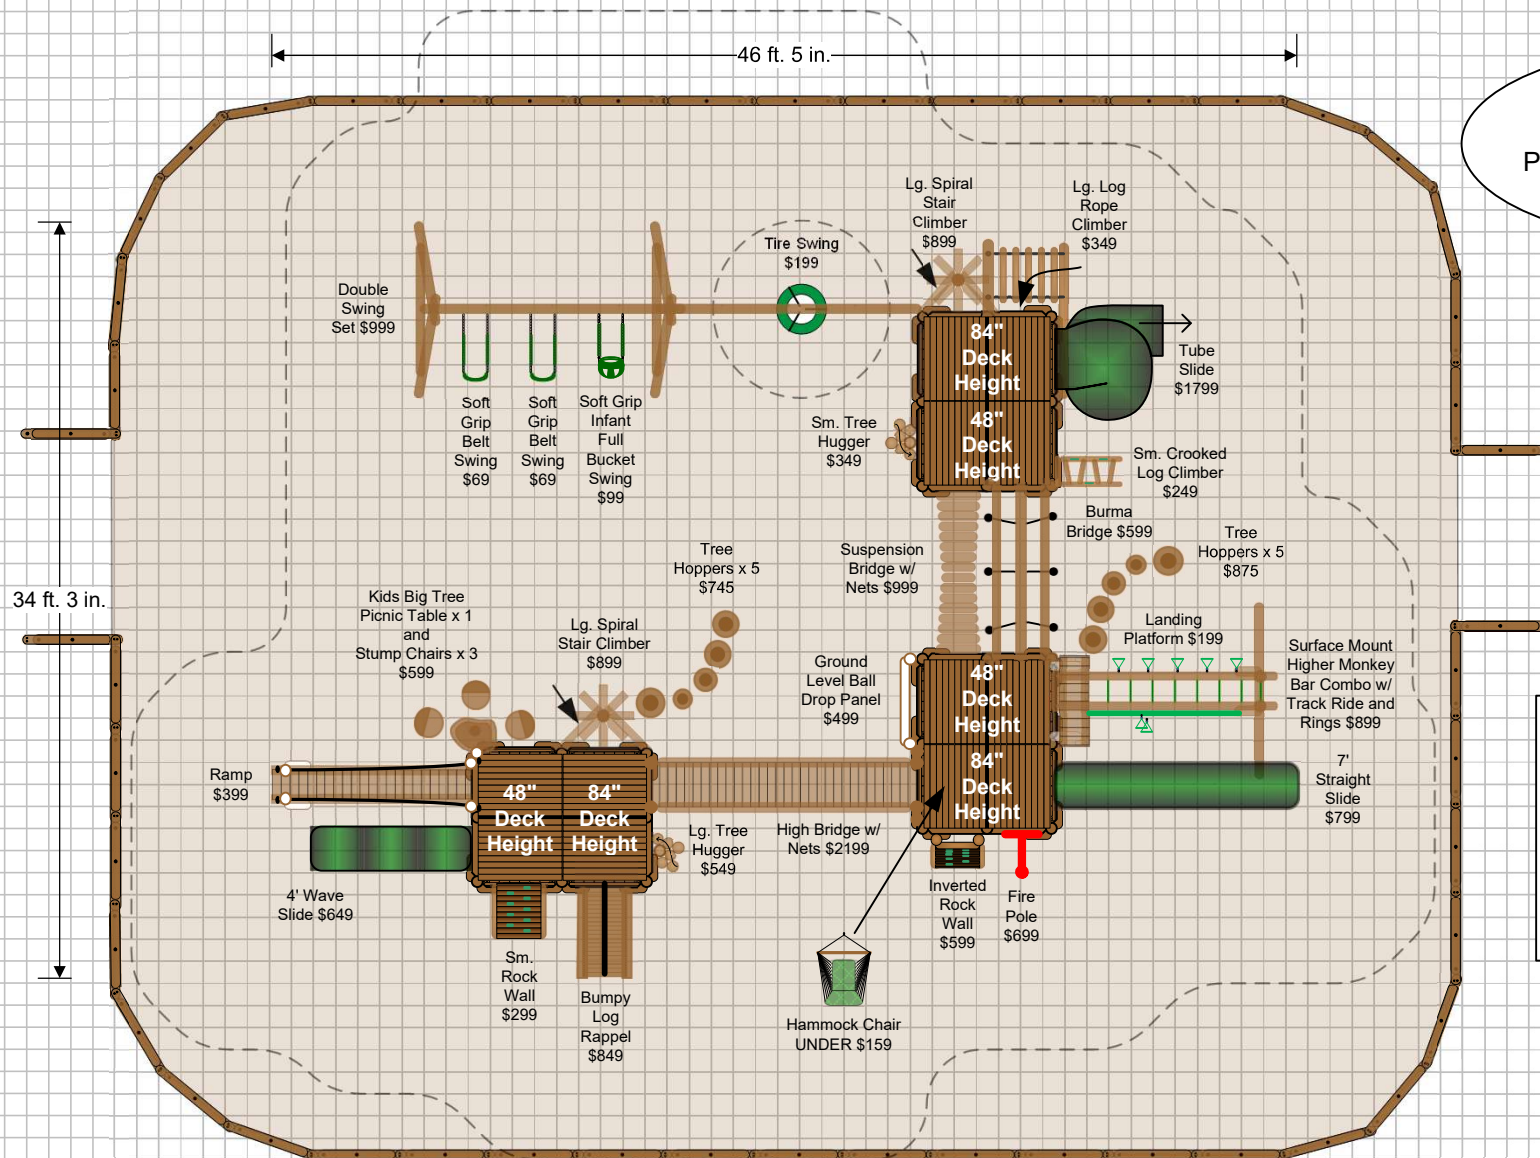 46 ft. 5 in.
P
Lg. Spiral
Stair
Climber
$899
Lg. Log
Rope
Climber
$349
Tire Swing
$199
Double
Swing
Set $999
84"
Deck
Height
48"
Deck
Height
Tube
Slide
$1799
Soft
Grip
Belt
Swing
$69
Soft
Grip
Belt
Swing
$69
Soft Grip
Infant
Full
Bucket
Swing
$99
Sm. Tree
Hugger
$349
Sm. Crooked
Log Climber
$249
Burma
Bridge $599
Tree
Hoppers x 5
$875
Tree
Hoppers x 5
$745
Suspension
Bridge w/
Nets $999
34 ft. 3 in.
Kids Big Tree
Picnic Table x 1
and
Stump Chairs x 3
$599
Lg. Spiral
Stair Climber
$899
Landing
Platform $199
Surface Mount
Higher Monkey
Bar Combo w/
Track Ride and
Rings $899
Ground
Level Ball
Drop Panel
$499
48"
Deck
Height
84"
Deck
Height
7'
Straight
Slide
$799
Ramp
$399
48"
Deck
Height
84"
Deck
Height
High Bridge w/
Nets $2199
Lg. Tree
Hugger
$549
4' Wave
Slide $649
Inverted
Rock
Wall
$599
Fire
Pole
$699
Sm.
Rock
Wall
$299
Bumpy
Log
Rappel
$849
Hammock Chair
UNDER $159